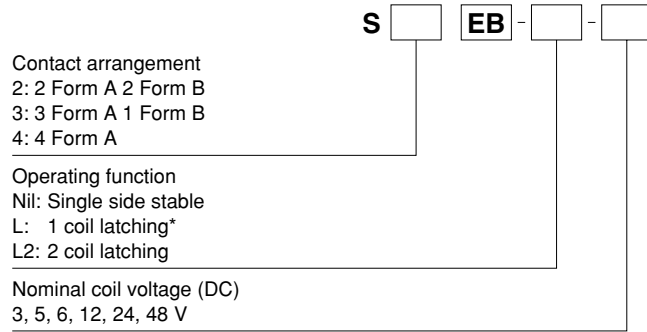 S EB - -
Contact arrangement
2: 2 Form A 2 Form B
3: 3 Form A 1 Form B
4: 4 Form A
Operating function
Nil: Single side stable
L: 1 coil latching*
L2: 2 coil latching
Nominal coil voltage (DC)
3, 5, 6, 12, 24, 48 V